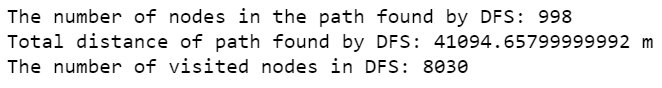 The number of nodes in the path found by DFS: 998
Total distance of path found by DFS: 41094.65799999992 m
The number of visited nodes in DFS: 8030